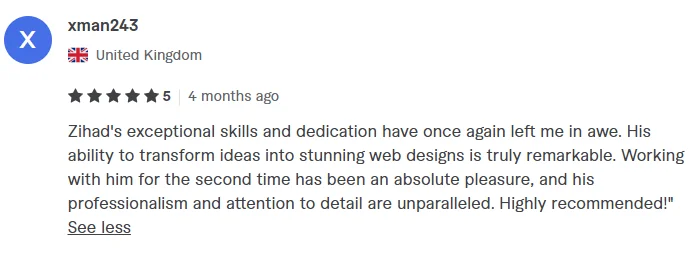 X
xman243
United Kingdom
5 4 months ago
Zihad's exceptional skills and dedication have once again left me in awe. His
ability to transform ideas into stunning web designs is truly remarkable. Working
with him for the second time has been an absolute pleasure, and his
professionalism and attention to detail are unparalleled. Highly recommended!"
See less